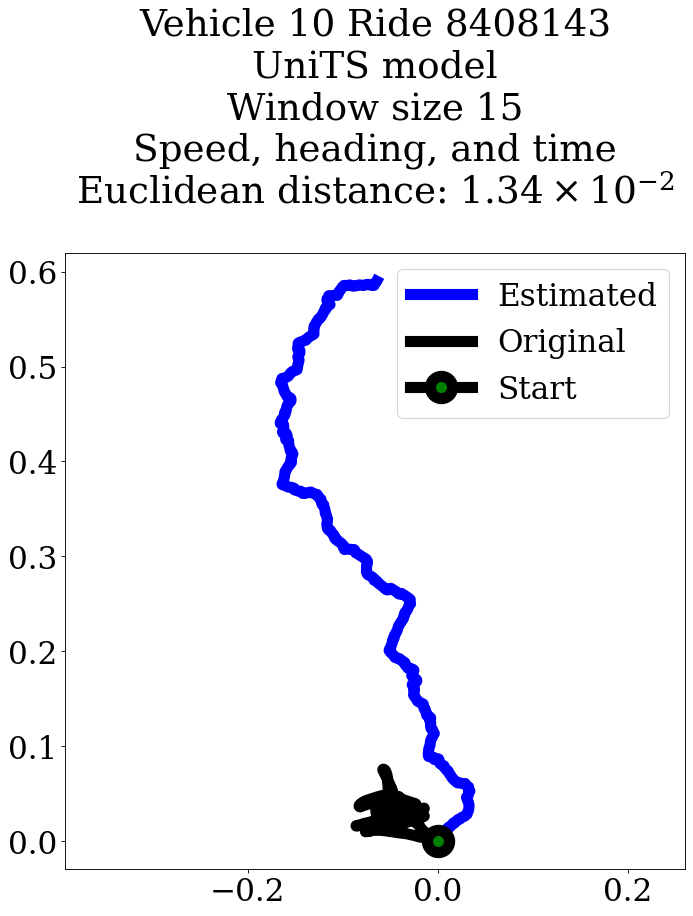 Vehicle 10 Ride 8408143
UniTS model
Window size 15
Speed, heading, and time
Euclidean distance: 1.34 × 10⁻²
0.6
0.5
0.4
0.3
0.2
0.1
0.0
Estimated
Original
Start
−0.2 0.0 0.2